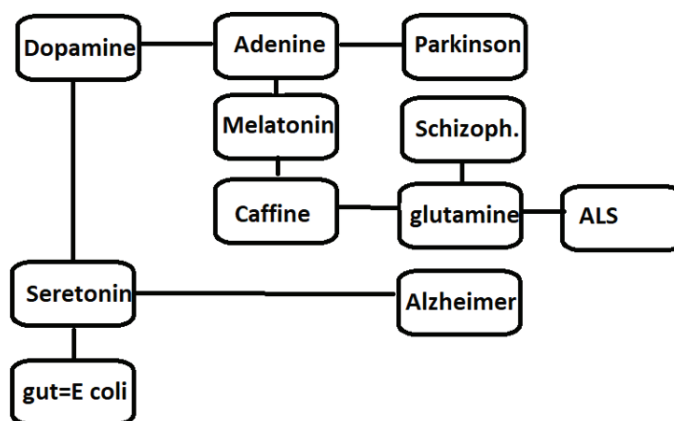 Dopamine
Adenine
Parkinson
Melatonin
Schizoph.
Caffine
glutamine
ALS
Seretonin
Alzheimer
gut=E coli